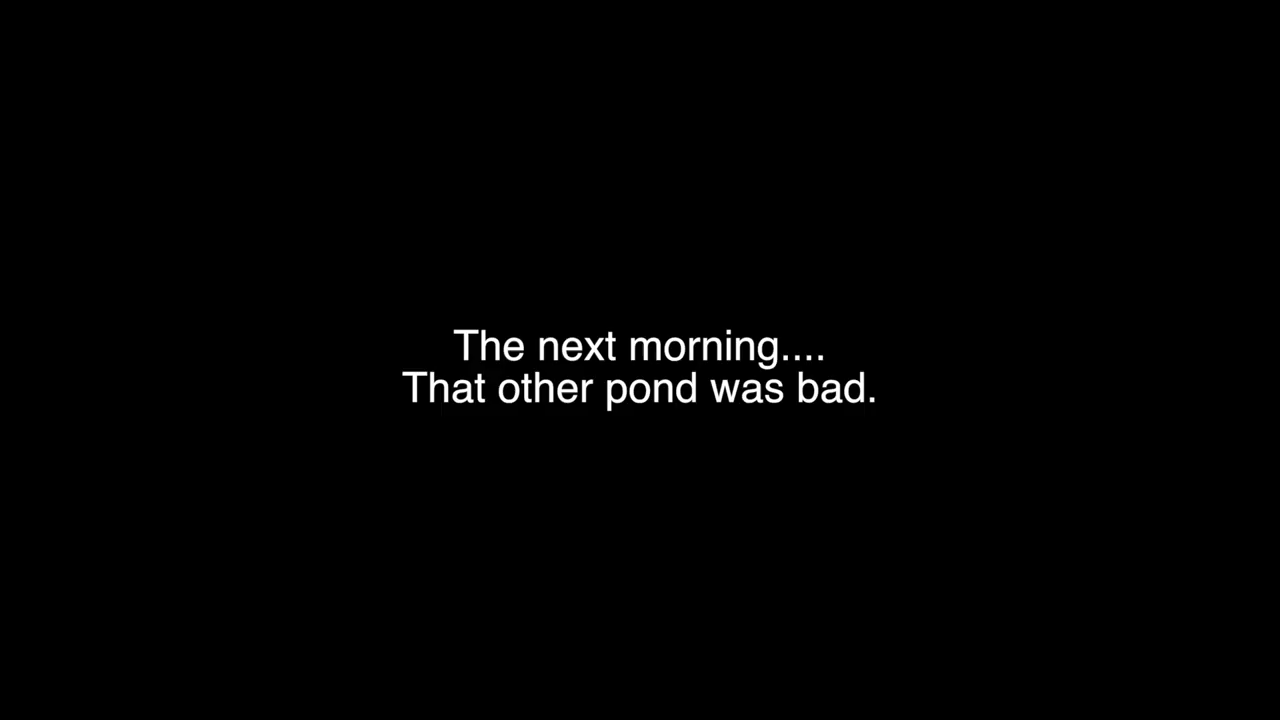 The next morning....
That other pond was bad.